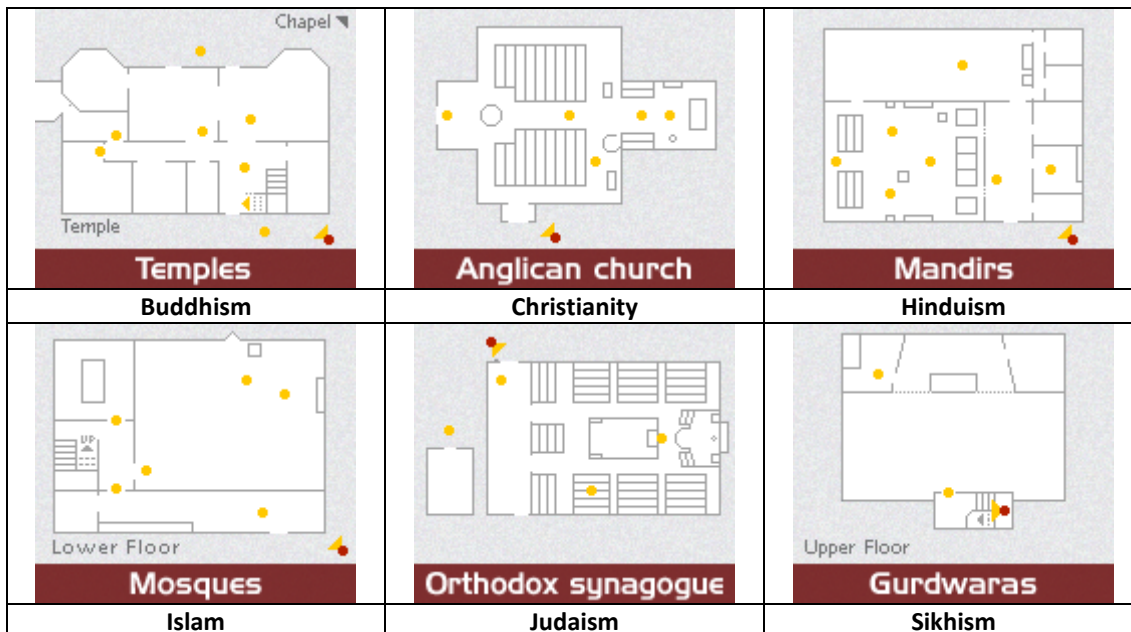 Chapel
Temple
Temples
Anglican church
Mandirs
Buddhism
Christianity
Hinduism
UP
Lower Floor
Upper Floor
Mosques
Orthodox synagogue
Gurdwaras
Islam
Judaism
Sikhism